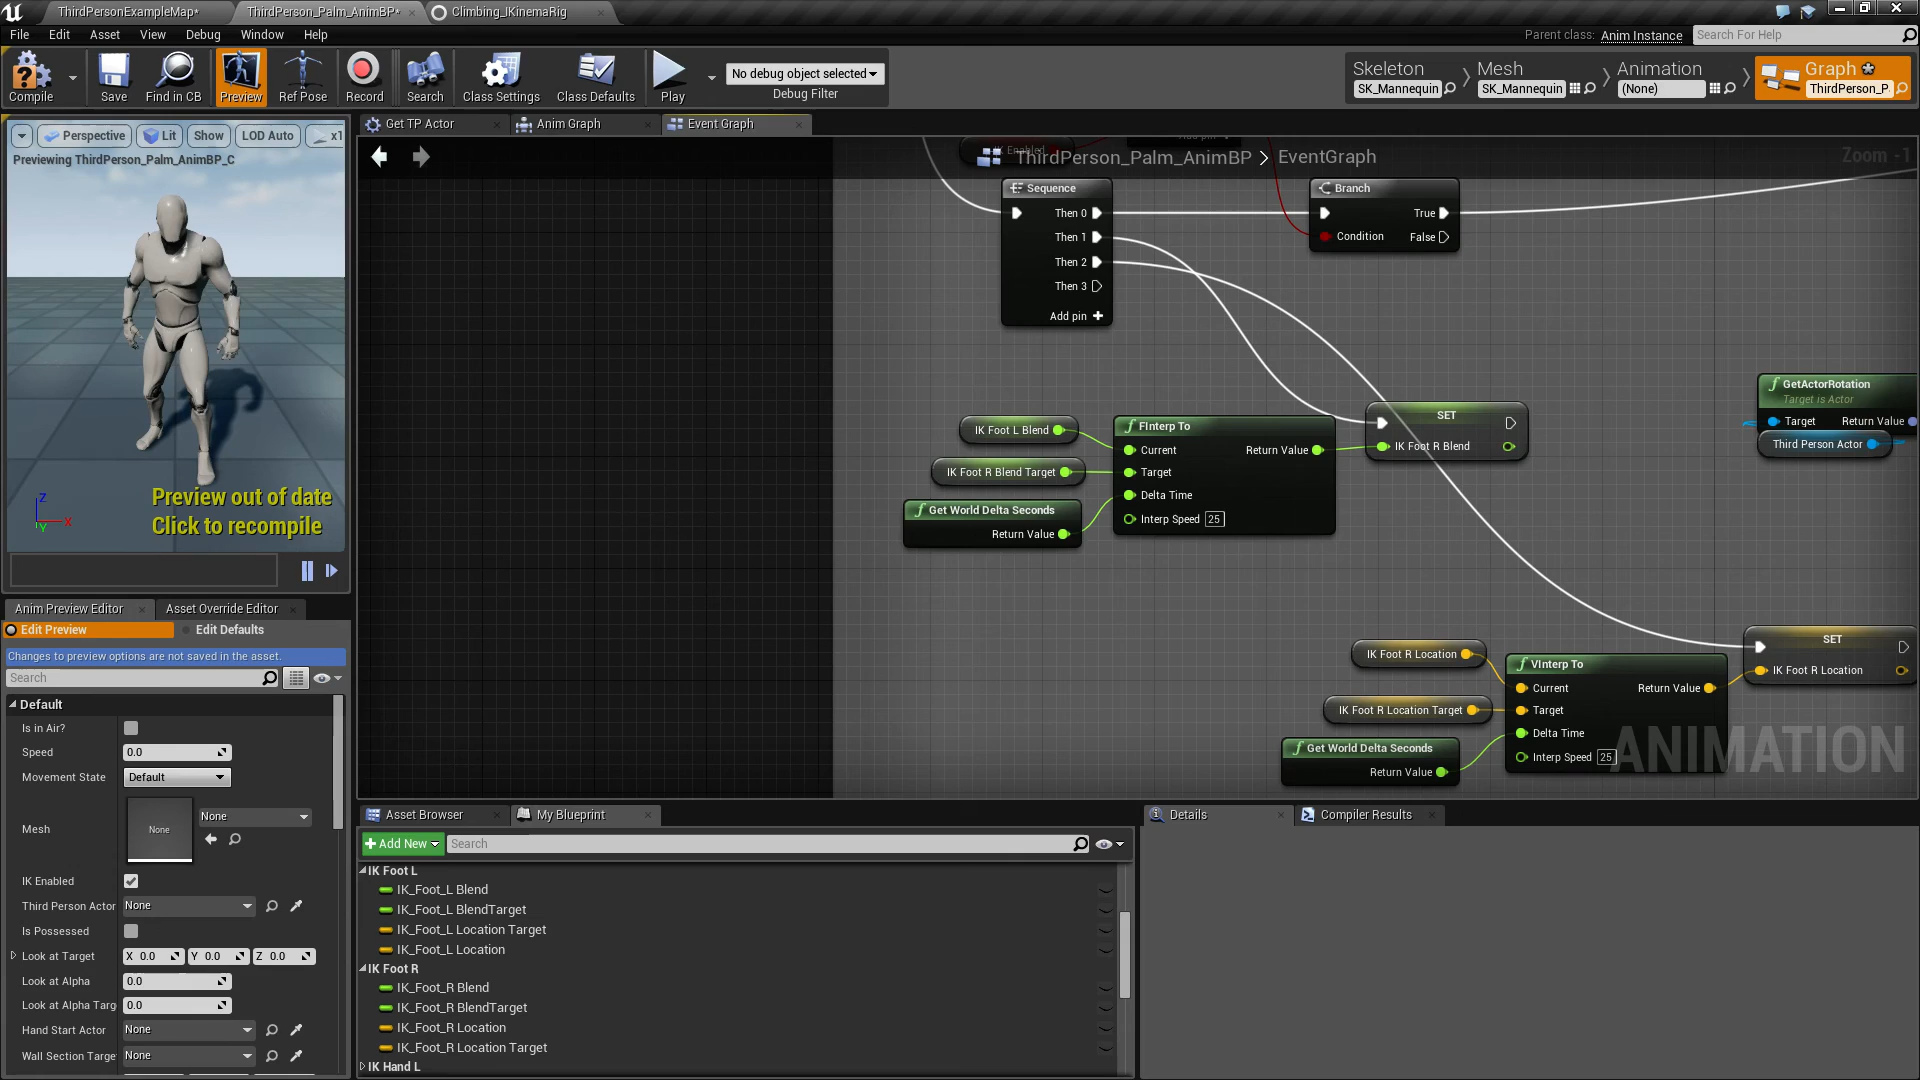 ThirdPersonExampleMap*
ThirdPerson_Palm_AnimBP*
Climbing_IKinemaRig
File Edit Asset View Debug Window Help
Parent class: Anim Instance
Search For Help
Compile
Save
Find in CB
Preview
Ref Pose
Record
Search
Class Settings
Class Defaults
Play
No debug object selected
Debug Filter
Skeleton
SK_Mannequin
Mesh
SK_Mannequin
Animation
(None)
Graph
ThirdPerson_P
Perspective
Lit
Show
LOD Auto
x1
Previewing ThirdPerson_Palm_AnimBP_C
Z
X
Y
Preview out of date
Click to recompile
Get TP Actor
Anim Graph
Event Graph
IK Enabled
Add pin
ThirdPerson_Palm_AnimBP > EventGraph
Zoom -1
Sequence
Then 0
Then 1
Then 2
Then 3
Add pin
Branch
True
Condition
False
IK Foot L Blend
IK Foot R Blend Target
Get World Delta Seconds
Return Value
FInterp To
Current
Return Value
Target
Delta Time
Interp Speed 25
SET
IK Foot R Blend
GetActorRotation
Target is Actor
Target
Return Value
Third Person Actor
IK Foot R Location
IK Foot R Location Target
Get World Delta Seconds
Return Value
VInterp To
Current
Return Value
Target
Delta Time
Interp Speed 25
SET
IK Foot R Location
ANIMATION
Anim Preview Editor
Asset Override Editor
Edit Preview
Edit Defaults
Changes to preview options are not saved in the asset.
Search
Default
Is in Air?
Speed 0.0
Movement State Default
Mesh None None
IK Enabled
Third Person Actor None
Is Possessed
Look at Target X 0.0 Y 0.0 Z 0.0
Look at Alpha 0.0
Look at Alpha Targ 0.0
Hand Start Actor None
Wall Section Targe None
Asset Browser
My Blueprint
Add New
Search
IK Foot L
IK_Foot_L Blend
IK_Foot_L BlendTarget
IK_Foot_L Location Target
IK_Foot_L Location
IK Foot R
IK_Foot_R Blend
IK_Foot_R BlendTarget
IK_Foot_R Location
IK_Foot_R Location Target
IK Hand L
Details
Compiler Results